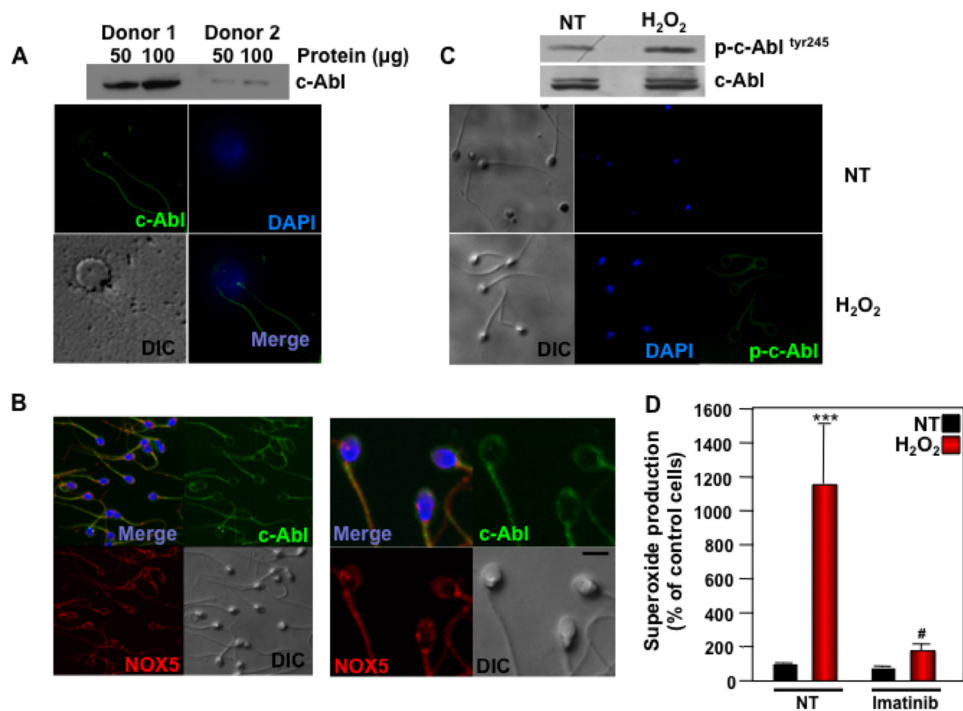 A
Donor 1 Donor 2
50 100 50 100 Protein (µg)
c-Abl
c-Abl
DAPI
DIC
Merge
B
Merge
c-Abl
NOX5
DIC
Merge
c-Abl
NOX5
DIC
C
NT H₂O₂
p-c-Abl tyr245
c-Abl
NT
H₂O₂
DIC
DAPI
p-c-Abl
D
Superoxide production
(% of control cells)
1600
1400
1200
1000
800
600
400
200
0
***
#
NT
H₂O₂
NT
Imatinib